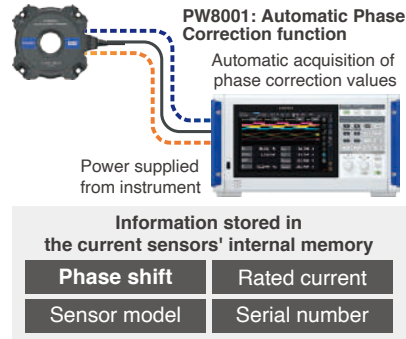 PW8001: Automatic Phase
Correction function
Automatic acquisition of
phase correction values
Power supplied
from instrument
Information stored in
the current sensors' internal memory
Phase shift
Rated current
Sensor model
Serial number